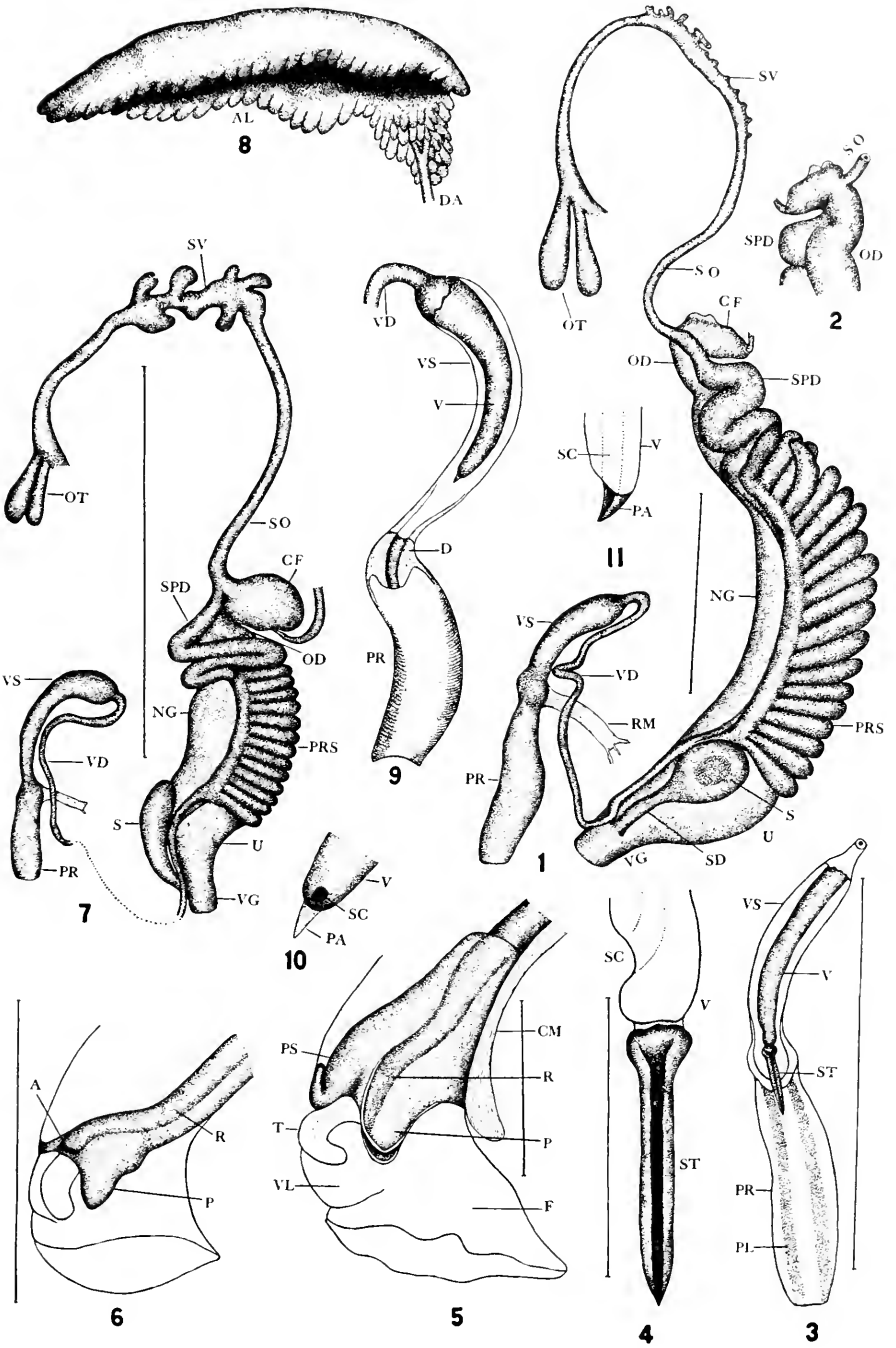 AL
8
DA
SV
SO
SPD
OD
2
OT
SO
CF
OD
SPD
SV
OT
SO
CF
SPD
OD
NG
VS
VD
S
PRS
U
PR
VG
7
VD
VS
V
D
PR
9
SC
V
PA
11
NG
VS
VD
RM
PR
PRS
S
U
VG
SD
1
V
SC
PA
10
A
R
P
6
CM
PS
R
T
P
VL
F
5
SC
V
ST
4
VS
V
ST
PR
PL
3